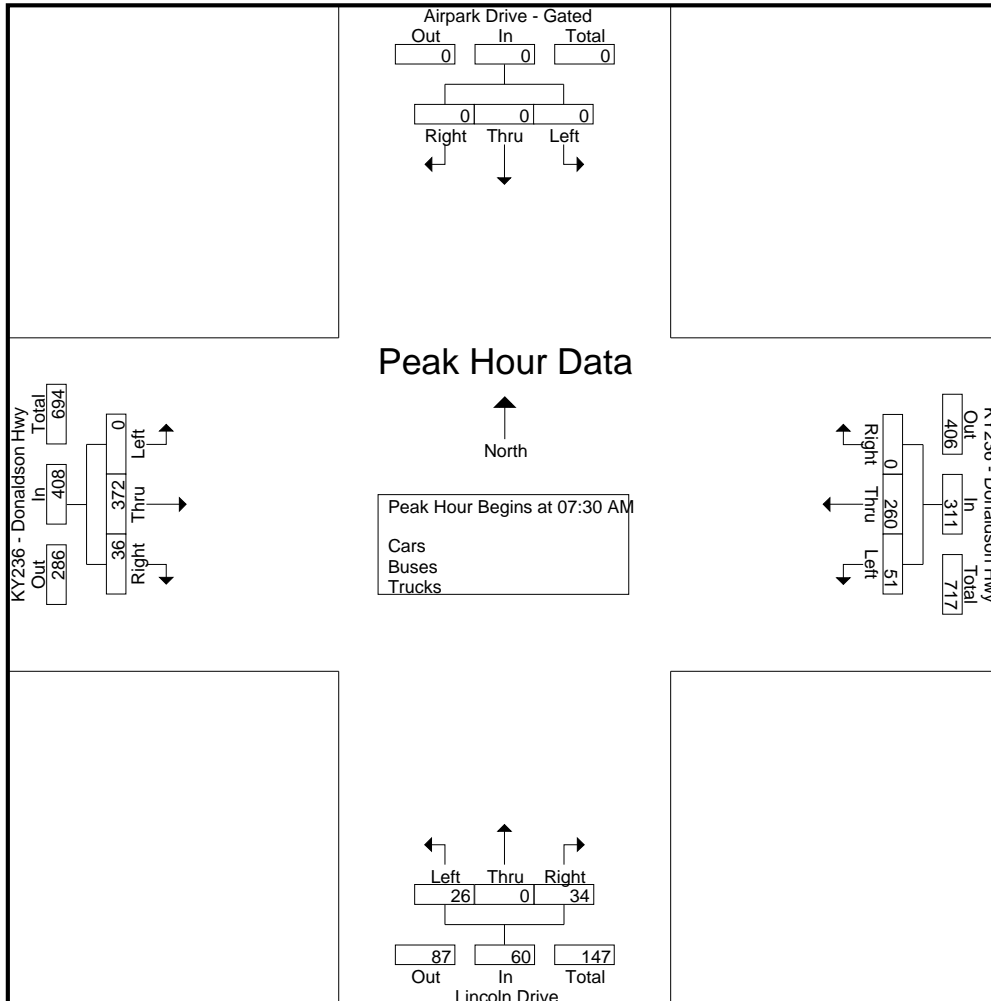 Airpark Drive - Gated
Out In Total
0 0 0
0 0 0
Right Thru Left
Peak Hour Data
North
Peak Hour Begins at 07:30 AM
Cars
Buses
Trucks
KY236 - Donaldson Hwy
Total In Out
694 408 286
0 372 36
Left Thru Right
KY236 - Donaldson Hwy
Out In Total
406 311 717
0 260 51
Right Thru Left
Left Thru Right
26 0 34
87 60 147
Out In Total
Lincoln Drive